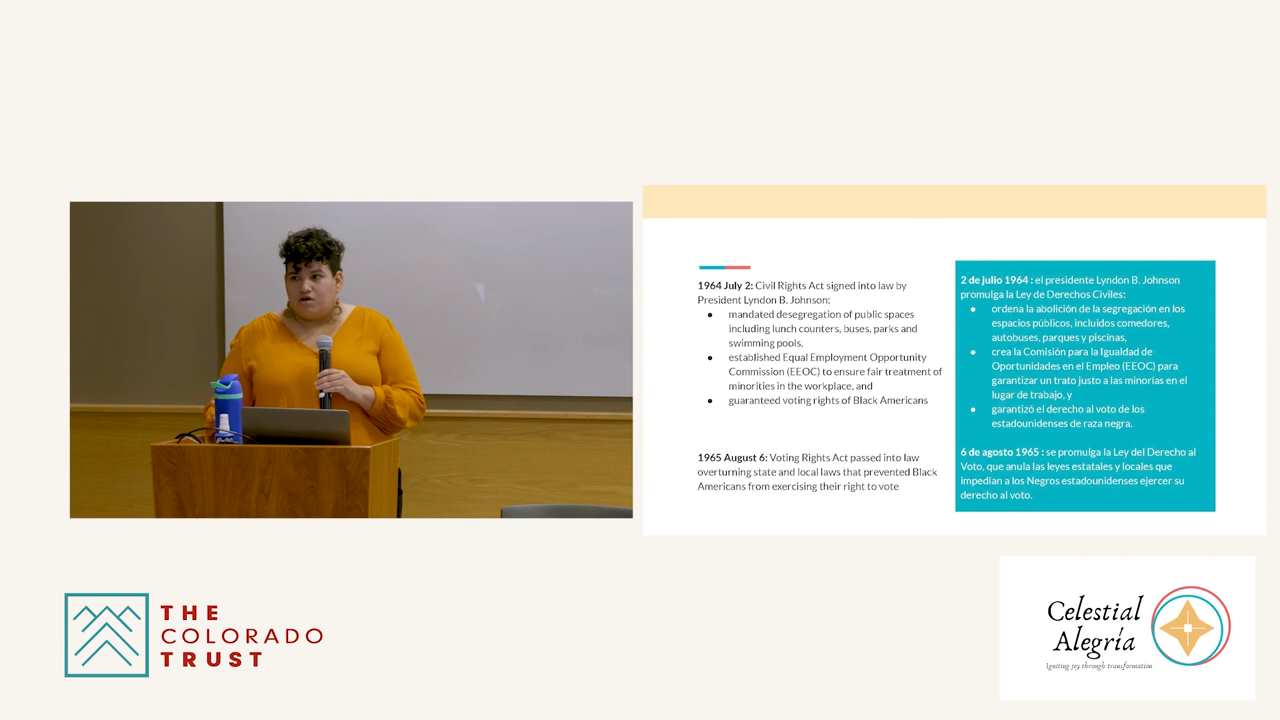 1964 July 2: Civil Rights Act signed into law by
President Lyndon B. Johnson:
● mandated desegregation of public spaces
including lunch counters, buses, parks and
swimming pools,
● established Equal Employment Opportunity
Commission (EEOC) to ensure fair treatment of
minorities in the workplace, and
● guaranteed voting rights of Black Americans
1965 August 6: Voting Rights Act passed into law
overturning state and local laws that prevented Black
Americans from exercising their right to vote
2 de julio 1964 : el presidente Lyndon B. Johnson
promulga la Ley de Derechos Civiles:
● ordena la abolición de la segregación en los
espacios públicos, incluidos comedores,
autobuses, parques y piscinas,
● crea la Comisión para la Igualdad de
Oportunidades en el Empleo (EEOC) para
garantizar un trato justo a las minorías en el
lugar de trabajo, y
● garantizó el derecho al voto de los
estadounidenses de raza negra.
6 de agosto 1965 : se promulga la Ley del Derecho al
Voto, que anula las leyes estatales y locales que
impedían a los Negros estadounidenses ejercer su
derecho al voto.
THE
COLORADO
TRUST
Celestial
Alegría
Igniting joy through transformation